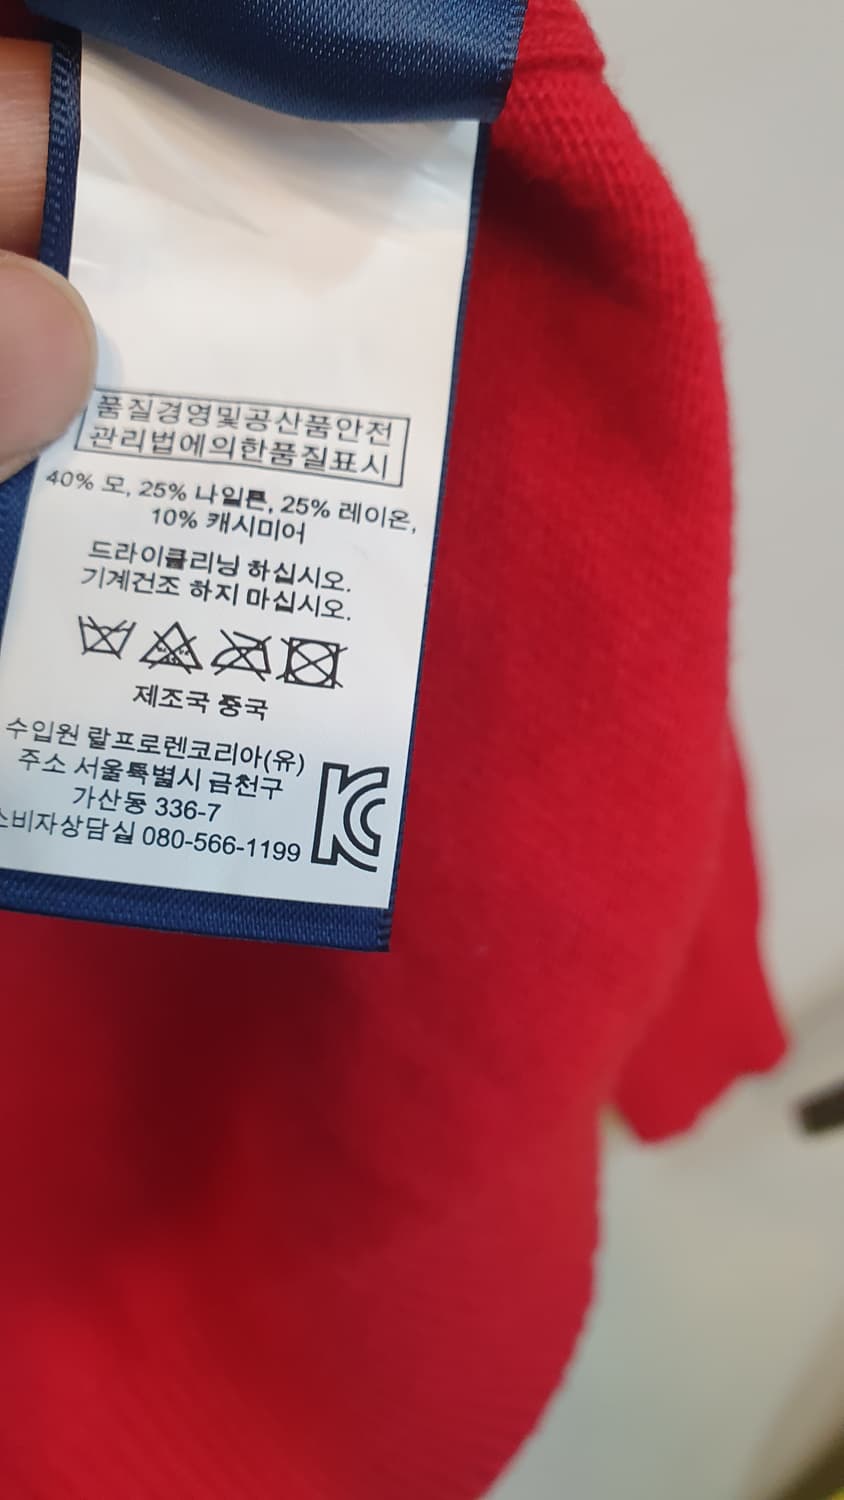 품질경영및공산품안전
관리법에의한품질표시
40% 모, 25% 나일론, 25% 레이온,
10% 캐시미어
드라이클리닝 하십시오.
기계건조 하지 마십시오.
제조국 중국
수입원 랄프로렌코리아(유)
주소 서울특별시 금천구
가산동 336-7
소비자상담실 080-566-1199